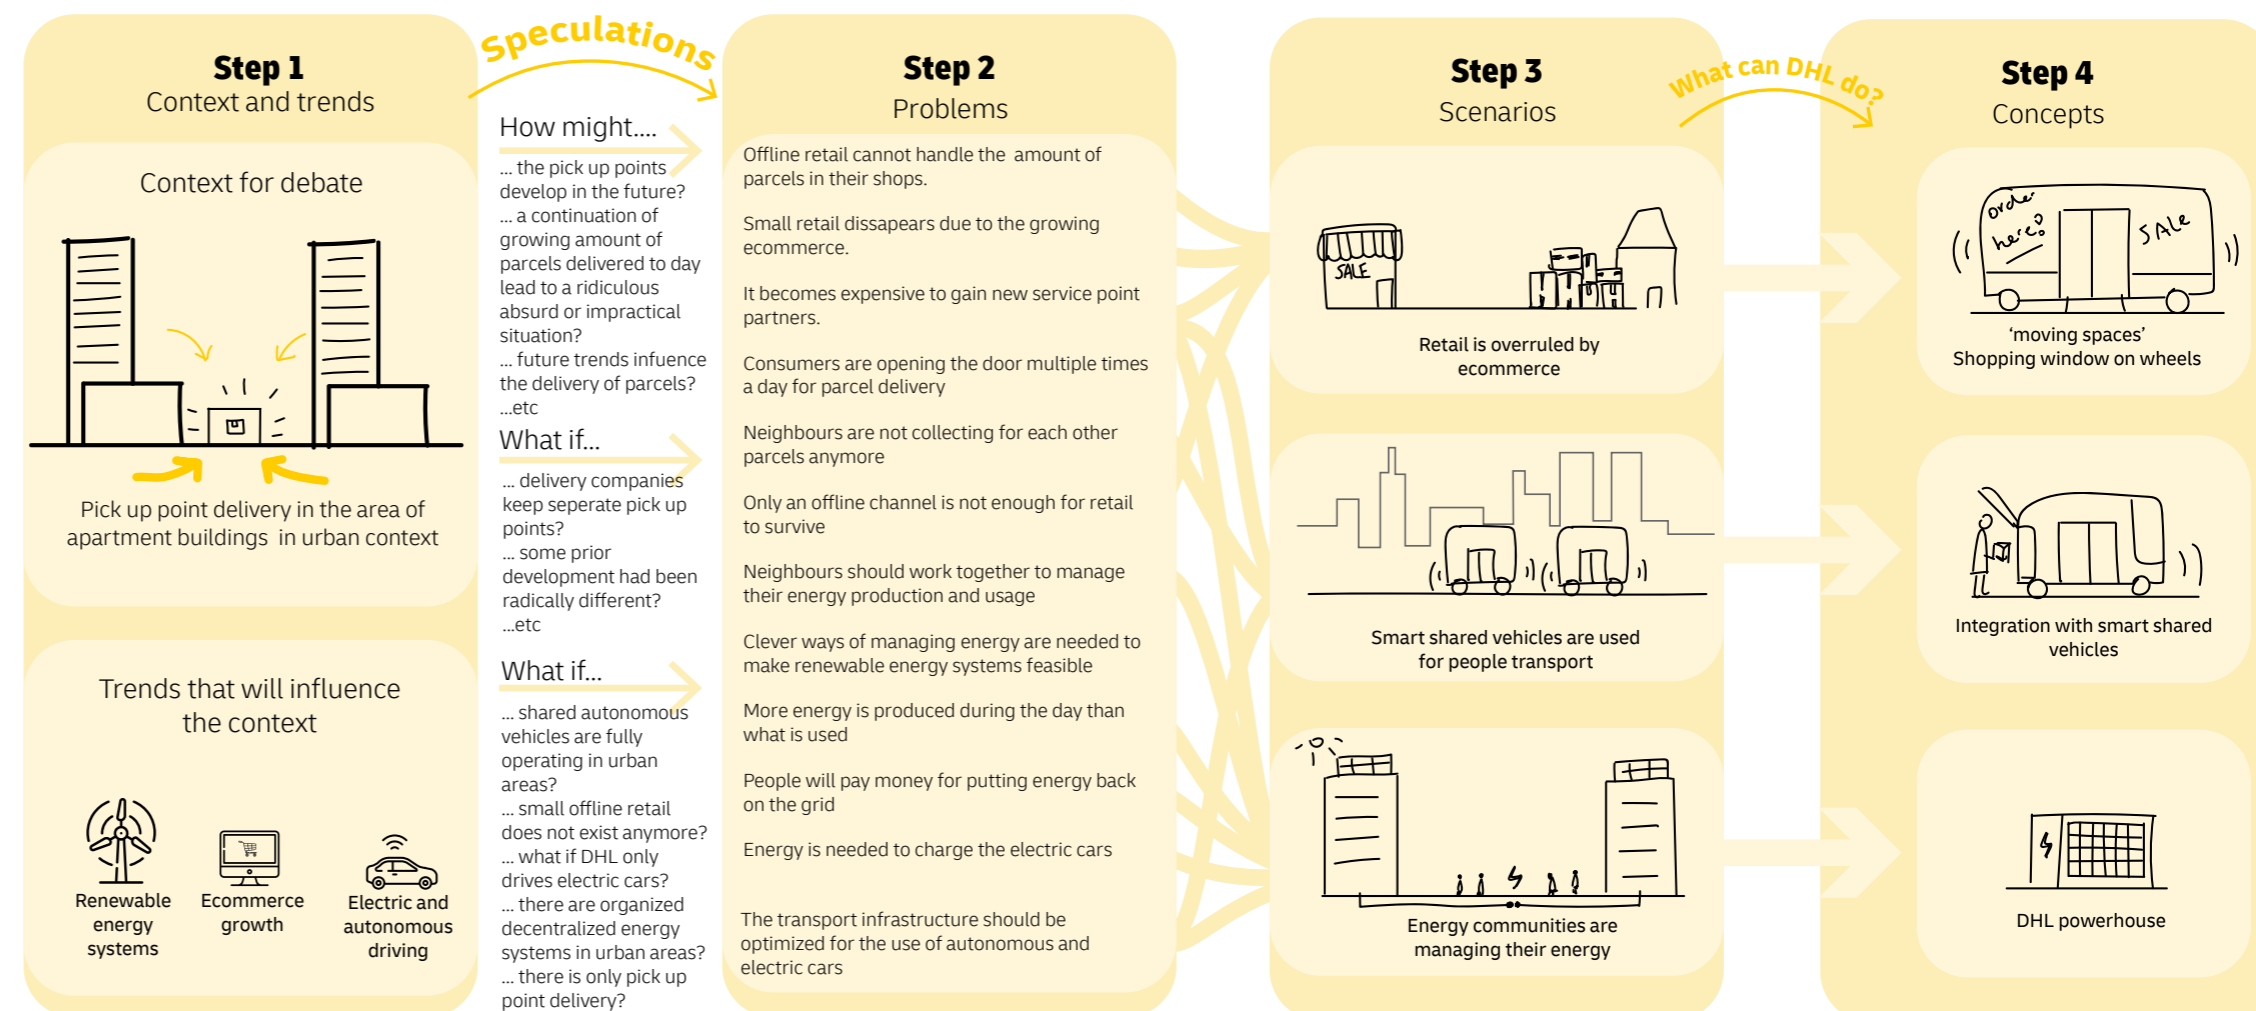 Step 1
Context and trends
Context for debate
Pick up point delivery in the area of
apartment buildings in urban context
Trends that will influence
the context
Renewable
energy
systems
Ecommerce
growth
Electric and
autonomous
driving
Speculations
How might....
... the pick up points
develop in the future?
... a continuation of
growing amount of
parcels delivered to day
lead to a ridiculous
absurd or impractical
situation?
... future trends infuence
the delivery of parcels?
...etc
What if...
... delivery companies
keep seperate pick up
points?
... some prior
development had been
radically different?
...etc
What if...
... shared autonomous
vehicles are fully
operating in urban
areas?
... small offline retail
does not exist anymore?
... what if DHL only
drives electric cars?
... there are organized
decentralized energy
systems in urban areas?
... there is only pick up
point delivery?
Step 2
Problems
Offline retail cannot handle the amount of
parcels in their shops.
Small retail dissapears due to the growing
ecommerce.
It becomes expensive to gain new service point
partners.
Consumers are opening the door multiple times
a day for parcel delivery
Neighbours are not collecting for each other
parcels anymore
Only an offline channel is not enough for retail
to survive
Neighbours should work together to manage
their energy production and usage
Clever ways of managing energy are needed to
make renewable energy systems feasible
More energy is produced during the day than
what is used
People will pay money for putting energy back
on the grid
Energy is needed to charge the electric cars
The transport infrastructure should be
optimized for the use of autonomous and
electric cars
Step 3
Scenarios
SALE
Retail is overruled by
ecommerce
Smart shared vehicles are used
for people transport
Energy communities are
managing their energy
What can DHL do?
Step 4
Concepts
order
here?
SALE
'moving spaces'
Shopping window on wheels
Integration with smart shared
vehicles
DHL powerhouse